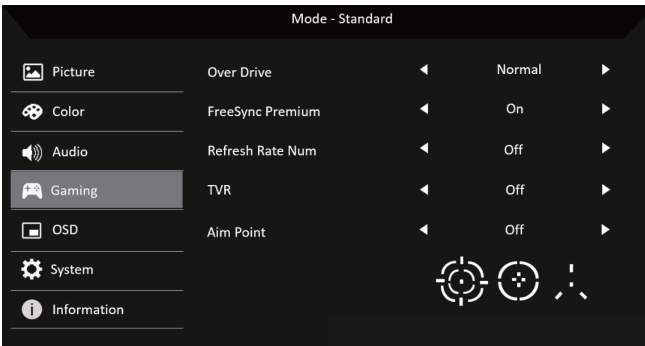 Mode - Standard
Picture
Over Drive Normal
Color
FreeSync Premium On
Audio
Refresh Rate Num Off
Gaming
TVR Off
OSD
Aim Point Off
System
Information